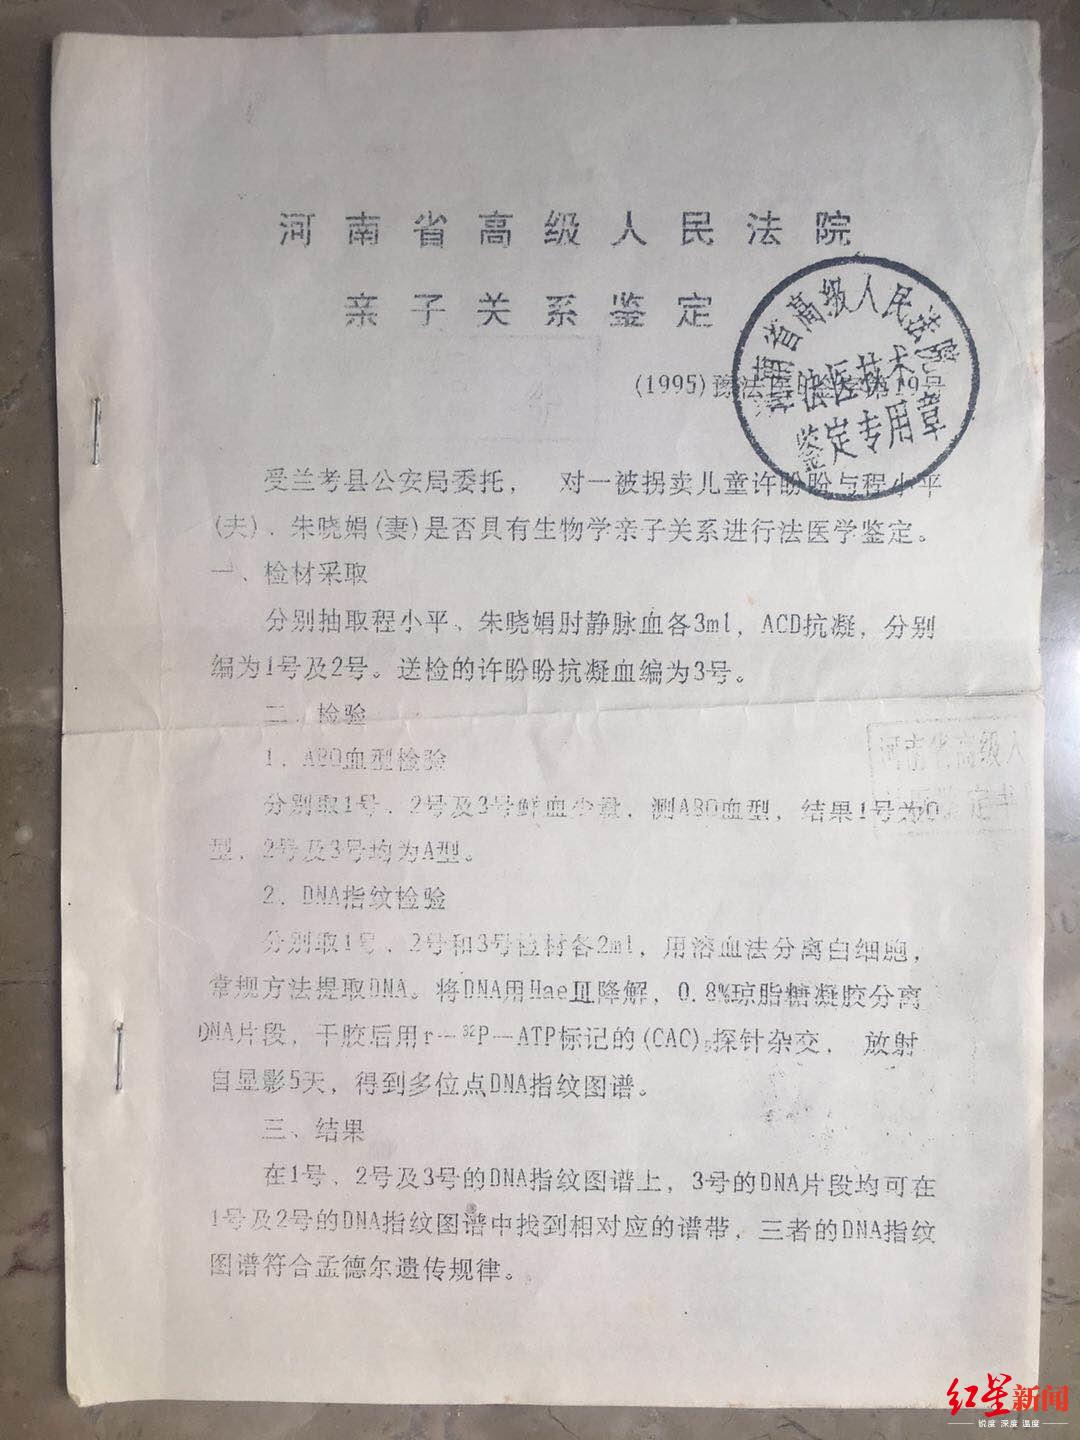 河南省高级人民法院
亲子关系鉴定
河南省高级人民法院
法医技术
鉴定专用章
(1995)豫法医 第19号
受兰考县公安局委托， 对一被拐卖儿童许盼盼与程小平
(夫)、朱晓娟(妻)是否具有生物学亲子关系进行法医学鉴定。
一、检材采取
分别抽取程小平、朱晓娟肘静脉血各3ml，ACD抗凝，分别
编为1号及2号。送检的许盼盼抗凝血编为3号。
二、检验
1．ABO血型检验
河南省高级人
分别取1号、2号及3号鲜血少量，测ABO血型，结果1号为O
型，2号及3号均为A型。
2．DNA指纹检验
分别取1号、2号和3号检材各2ml，用溶血法分离白细胞，
常规方法提取DNA。将DNA用HaeⅢ降解，0.8%琼脂糖凝胶分离
DNA片段，干胶后用r—³²P—ATP标记的(CAC)₅探针杂交， 放射
自显影5天，得到多位点DNA指纹图谱。
三、结果
在1号、2号及3号的DNA指纹图谱上，3号的DNA片段均可在
1号及2号的DNA指纹图谱中找到相对应的谱带，三者的DNA指纹
图谱符合孟德尔遗传规律。
红星新闻
锐度 深度 温度